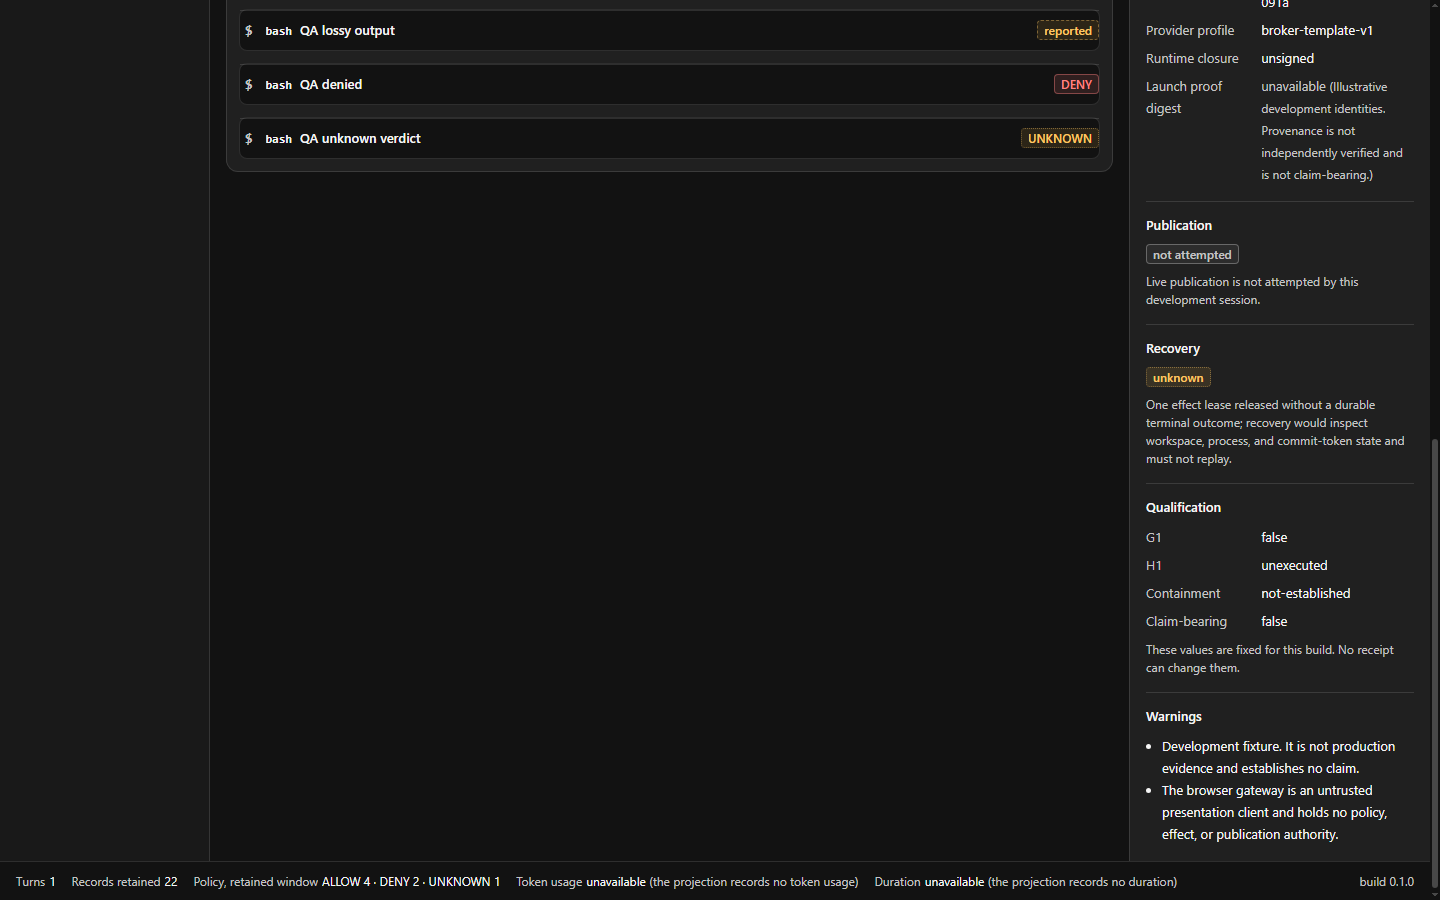 $ bash QA lossy output reported
$ bash QA denied DENY
$ bash QA unknown verdict UNKNOWN
091a
Provider profile broker-template-v1
Runtime closure unsigned
Launch proof digest
unavailable (Illustrative
development identities.
Provenance is not
independently verified and
is not claim-bearing.)
Publication
not attempted
Live publication is not attempted by this
development session.
Recovery
unknown
One effect lease released without a durable
terminal outcome; recovery would inspect
workspace, process, and commit-token state and
must not replay.
Qualification
G1 false
H1 unexecuted
Containment not-established
Claim-bearing false
These values are fixed for this build. No receipt
can change them.
Warnings
• Development fixture. It is not production
evidence and establishes no claim.
• The browser gateway is an untrusted
presentation client and holds no policy,
effect, or publication authority.
Turns 1 Records retained 22 Policy, retained window ALLOW 4 · DENY 2 · UNKNOWN 1 Token usage unavailable (the projection records no token usage) Duration unavailable (the projection records no duration) build 0.1.0